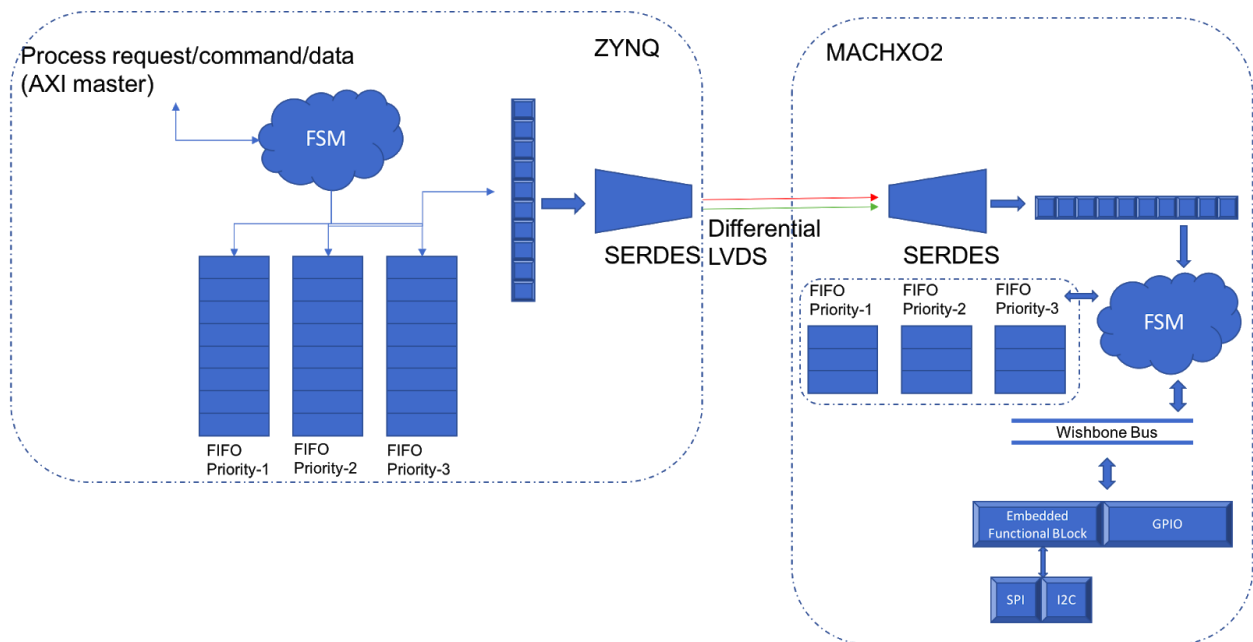 Process request/command/data
(AXI master)
ZYNQ
FSM
SERDES
FIFO
Priority-1
FIFO
Priority-2
FIFO
Priority-3
Differential
LVDS
MACHXO2
SERDES
FIFO
Priority-1
FIFO
Priority-2
FIFO
Priority-3
FSM
Wishbone Bus
Embedded
Functional BLock
GPIO
SPI
I2C